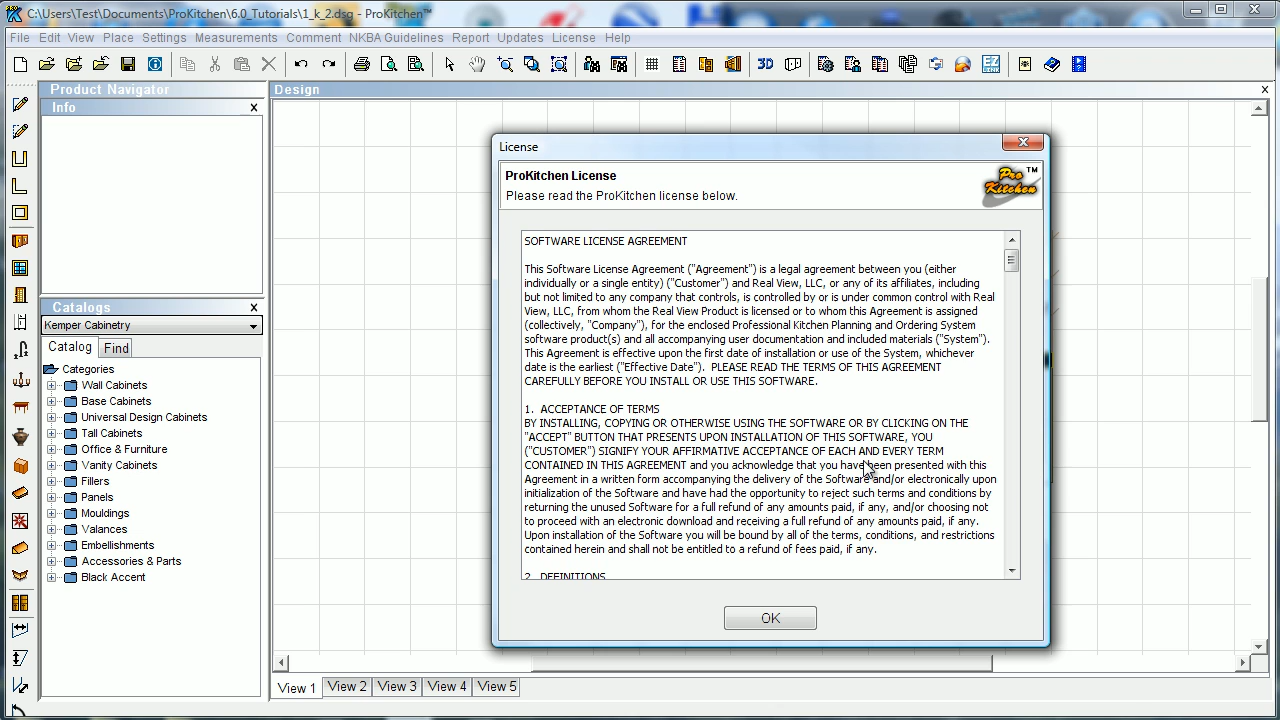 C:\Users\Test\Documents\ProKitchen\6.0_Tutorials\1_k_2.dsg - ProKitchen™
File Edit View Place Settings Measurements Comment NKBA Guidelines Report Updates License Help
3D
EZ
Product Navigator
Info
Catalogs
Kemper Cabinetry
Catalog Find
Categories
Wall Cabinets
Base Cabinets
Universal Design Cabinets
Tall Cabinets
Office & Furniture
Vanity Cabinets
Fillers
Panels
Mouldings
Valances
Embellishments
Accessories & Parts
Black Accent
Design
License
ProKitchen License
Please read the ProKitchen license below.
Pro ™
Kitchen
SOFTWARE LICENSE AGREEMENT
This Software License Agreement ("Agreement") is a legal agreement between you (either
individually or a single entity) ("Customer") and Real View, LLC, or any of its affiliates, including
but not limited to any company that controls, is controlled by or is under common control with Real
View, LLC, from whom the Real View Product is licensed or to whom this Agreement is assigned
(collectively, "Company"), for the enclosed Professional Kitchen Planning and Ordering System
software product(s) and all accompanying user documentation and included materials ("System").
This Agreement is effective upon the first date of installation or use of the System, whichever
date is the earliest ("Effective Date"). PLEASE READ THE TERMS OF THIS AGREEMENT
CAREFULLY BEFORE YOU INSTALL OR USE THIS SOFTWARE.
1. ACCEPTANCE OF TERMS
BY INSTALLING, COPYING OR OTHERWISE USING THE SOFTWARE OR BY CLICKING ON THE
"ACCEPT" BUTTON THAT PRESENTS UPON INSTALLATION OF THIS SOFTWARE, YOU
("CUSTOMER") SIGNIFY YOUR AFFIRMATIVE ACCEPTANCE OF EACH AND EVERY TERM
CONTAINED IN THIS AGREEMENT and you acknowledge that you have been presented with this
Agreement in a written form accompanying the delivery of the Software and/or electronically upon
initialization of the Software and have had the opportunity to reject such terms and conditions by
returning the unused Software for a full refund of any amounts paid, if any, and/or choosing not
to proceed with an electronic download and receiving a full refund of any amounts paid, if any.
Upon installation of the Software you will be bound by all of the terms, conditions, and restrictions
contained herein and shall not be entitled to a refund of fees paid, if any.
2. DEFINITIONS
OK
View 1 View 2 View 3 View 4 View 5